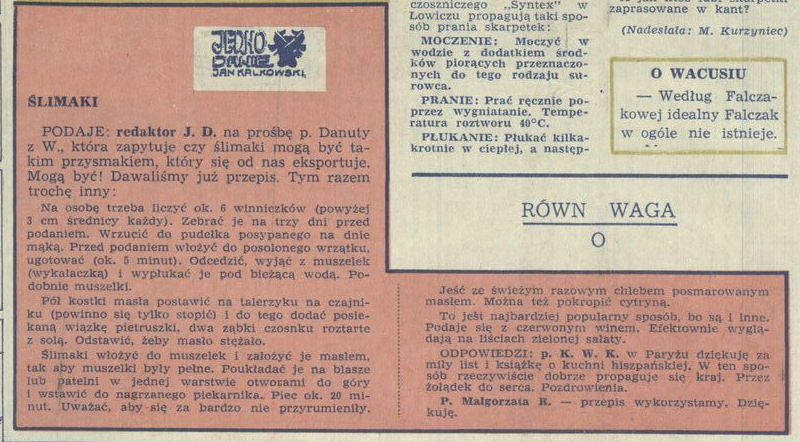 JEDNO
DANIE
JAN KALKOWSKI
ŚLIMAKI
PODAJE: redaktor J. D. na prośbę p. Danuty
z W., która zapytuje czy ślimaki mogą być ta-
kim przysmakiem, który się od nas eksportuje.
Mogą być! Dawaliśmy już przepis. Tym razem
trochę inny:
Na osobę trzeba liczyć ok. 6 winniczków (powyżej
3 cm średnicy każdy). Zebrać je na trzy dni przed
podaniem. Wrzucić do pudełka posypanego na dnie
mąką. Przed podaniem włożyć do posolonego wrzątku,
ugotować (ok. 5 minut). Odcedzić, wyjąć z muszelek
(wykałaczką) i wypłukać je pod bieżącą wodą. Po-
dobnie muszelki.
Pół kostki masła postawić na talerzyku na czajni-
ku (powinno się tylko stopić) i do tego dodać posie-
kaną wiązkę pietruszki, dwa ząbki czosnku roztarte
z solą. Odstawić, żeby masło stężało.
Ślimaki włożyć do muszelek i założyć je masłem,
tak aby muszelki były pełne. Poukładać je na blasze
lub patelni w jednej warstwie otworami do góry
i wstawić do nagrzanego piekarnika. Piec ok. 20 mi-
nut. Uważać, aby się za bardzo nie przyrumieniły.
Jeść ze świeżym razowym chlebem posmarowanym
masłem. Można też pokropić cytryną.
To jest najbardziej popularny sposób, bo są i inne.
Podaje się z czerwonym winem. Efektownie wyglą-
dają na liściach zielonej sałaty.
ODPOWIEDZI: p. K. W. K. w Paryżu dziękuję za
miły list i książkę o kuchni hiszpańskiej. W ten spo-
sób rzeczywiście dobrze propaguje się kraj. Przez
żołądek do serca. Pozdrowienia.
P. Małgorzata R. — przepis wykorzystamy. Dzię-
kuję.
czoszniczego „Syntex" w
Łowiczu propagują taki spo-
sób prania skarpetek:
MOCZENIE: Moczyć w
wodzie z dodatkiem środ-
ków piorących przeznaczo-
nych do tego rodzaju su-
rowca.
PRANIE: Prać ręcznie po-
przez wygniatanie. Tempe-
ratura roztworu 40°C.
PŁUKANIE: Płukać kilka-
krotnie w ciepłej, a następ-
zaprasowane w kant?
(Nadesłała: M. Kurzyniec)
O WACUSIU
— Według Falcza-
kowej idealny Falczak
w ogóle nie istnieje.
RÓWN WAGA
O